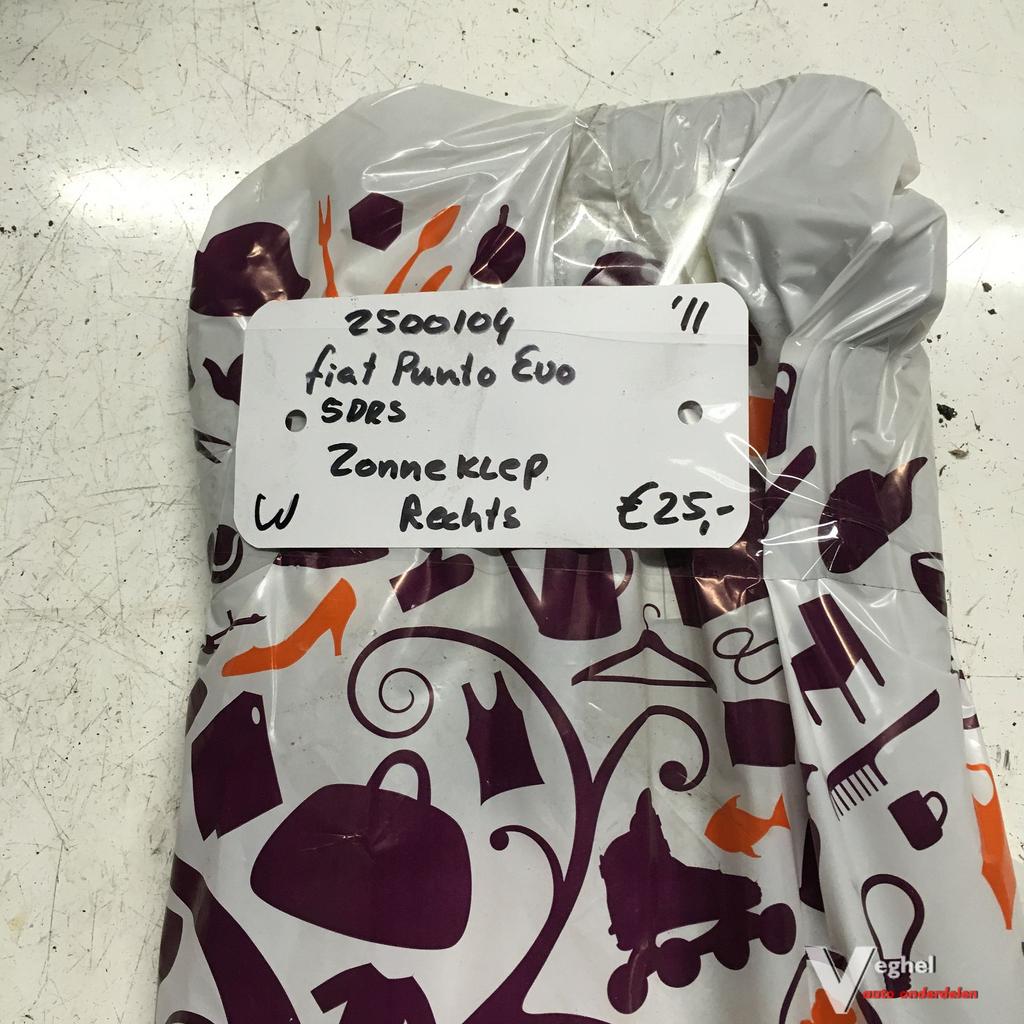 2500104 '11
fiat Punto Evo
5DRS
Zonneklep
W Rechts €25,-
Veghel
auto onderdelen